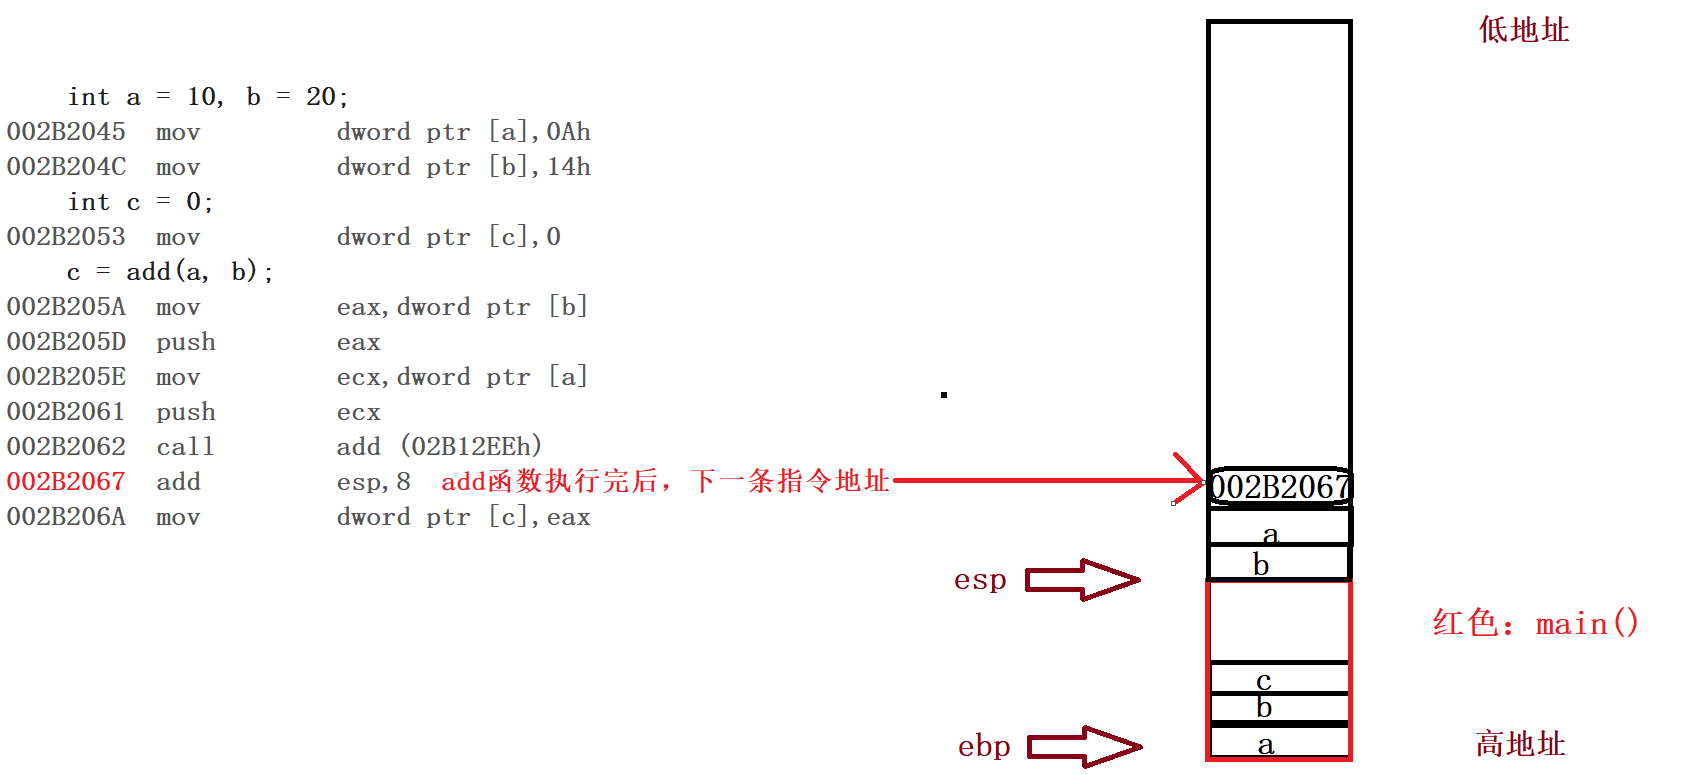 低地址
int a = 10, b = 20;
002B2045 mov dword ptr [a],0Ah
002B204C mov dword ptr [b],14h
int c = 0;
002B2053 mov dword ptr [c],0
c = add(a, b);
002B205A mov eax,dword ptr [b]
002B205D push eax
002B205E mov ecx,dword ptr [a]
002B2061 push ecx
002B2062 call add (02B12EEh)
002B2067 add esp,8 add函数执行完后，下一条指令地址
002B206A mov dword ptr [c],eax
002B2067
a
b
esp
红色：main()
c
b
a
ebp
高地址